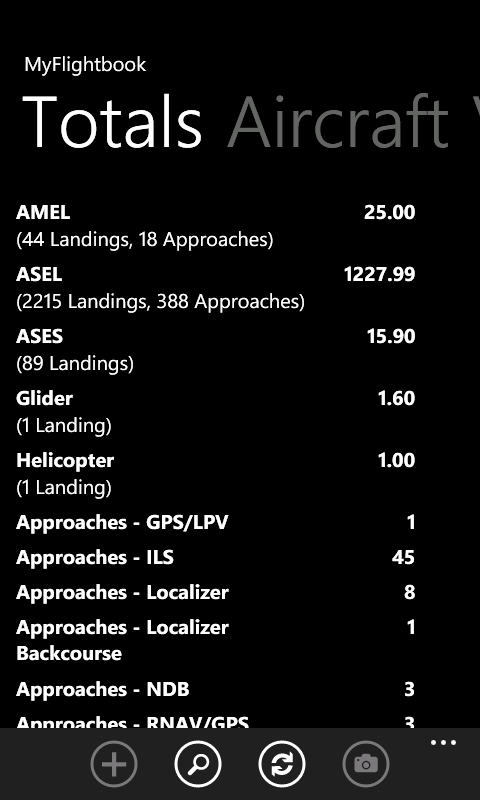 MyFlightbook
Totals Aircraft
AMEL 25.00
(44 Landings, 18 Approaches)
ASEL 1227.99
(2215 Landings, 388 Approaches)
ASES 15.90
(89 Landings)
Glider 1.60
(1 Landing)
Helicopter 1.00
(1 Landing)
Approaches - GPS/LPV 1
Approaches - ILS 45
Approaches - Localizer 8
Approaches - Localizer 1
Backcourse
Approaches - NDB 3
Approaches - RNAV/GPS 3